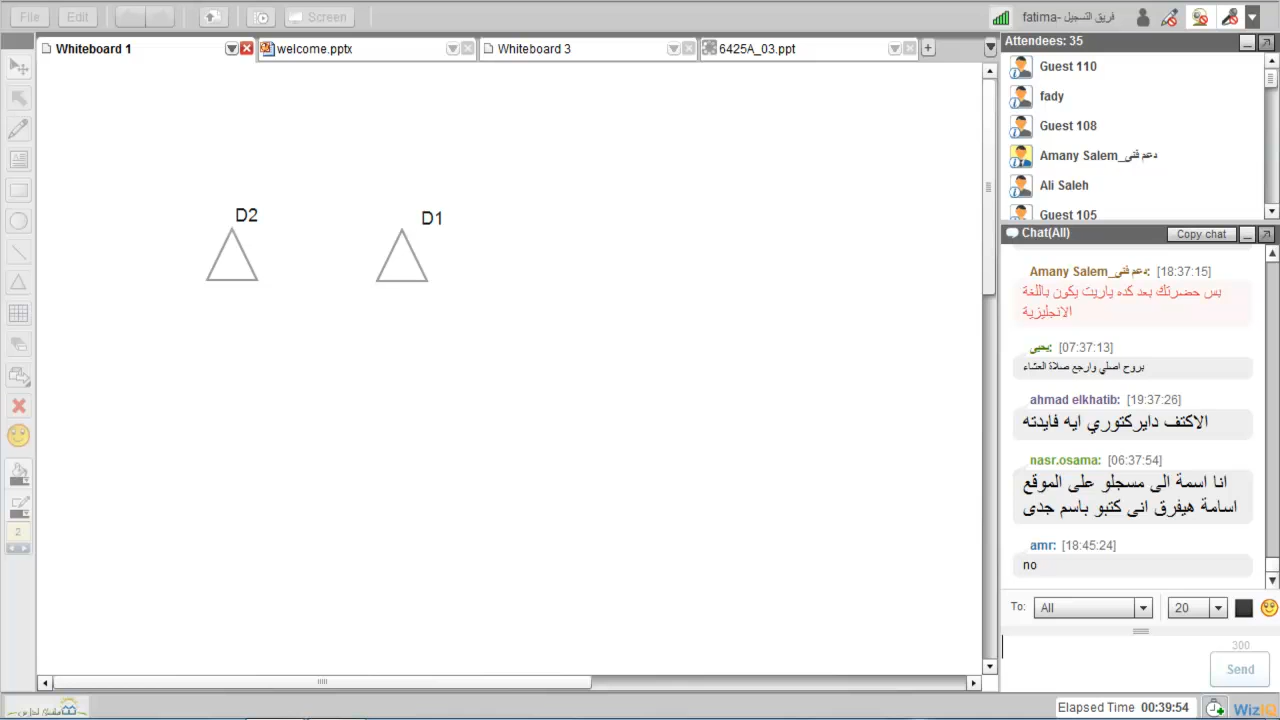 File Edit Screen fatima- فريق التسجيل
Whiteboard 1 welcome.pptx Whiteboard 3 6425A_03.ppt
Attendees: 35
Guest 110
fady
Guest 108
Amany Salem_دعم فنى
Ali Saleh
Guest 105
D2 D1
Chat(All) Copy chat
Amany Salem_دعم فنى: [18:37:15]
بس حضرتك بعد كده ياريت يكون باللغة
الانجليزية
يحيى: [07:37:13]
بروح اصلي وارجع صلاة العشاء
ahmad elkhatib: [19:37:26]
الاكتف دايركتوري ايه فايدته
nasr.osama: [06:37:54]
انا اسمة الى مسجلو على الموقع
اسامة هيفرق انى كتبو باسم جدى
amr: [18:45:24]
no
To: All 20
300
Send
2
Elapsed Time 00:39:54 WizIQ